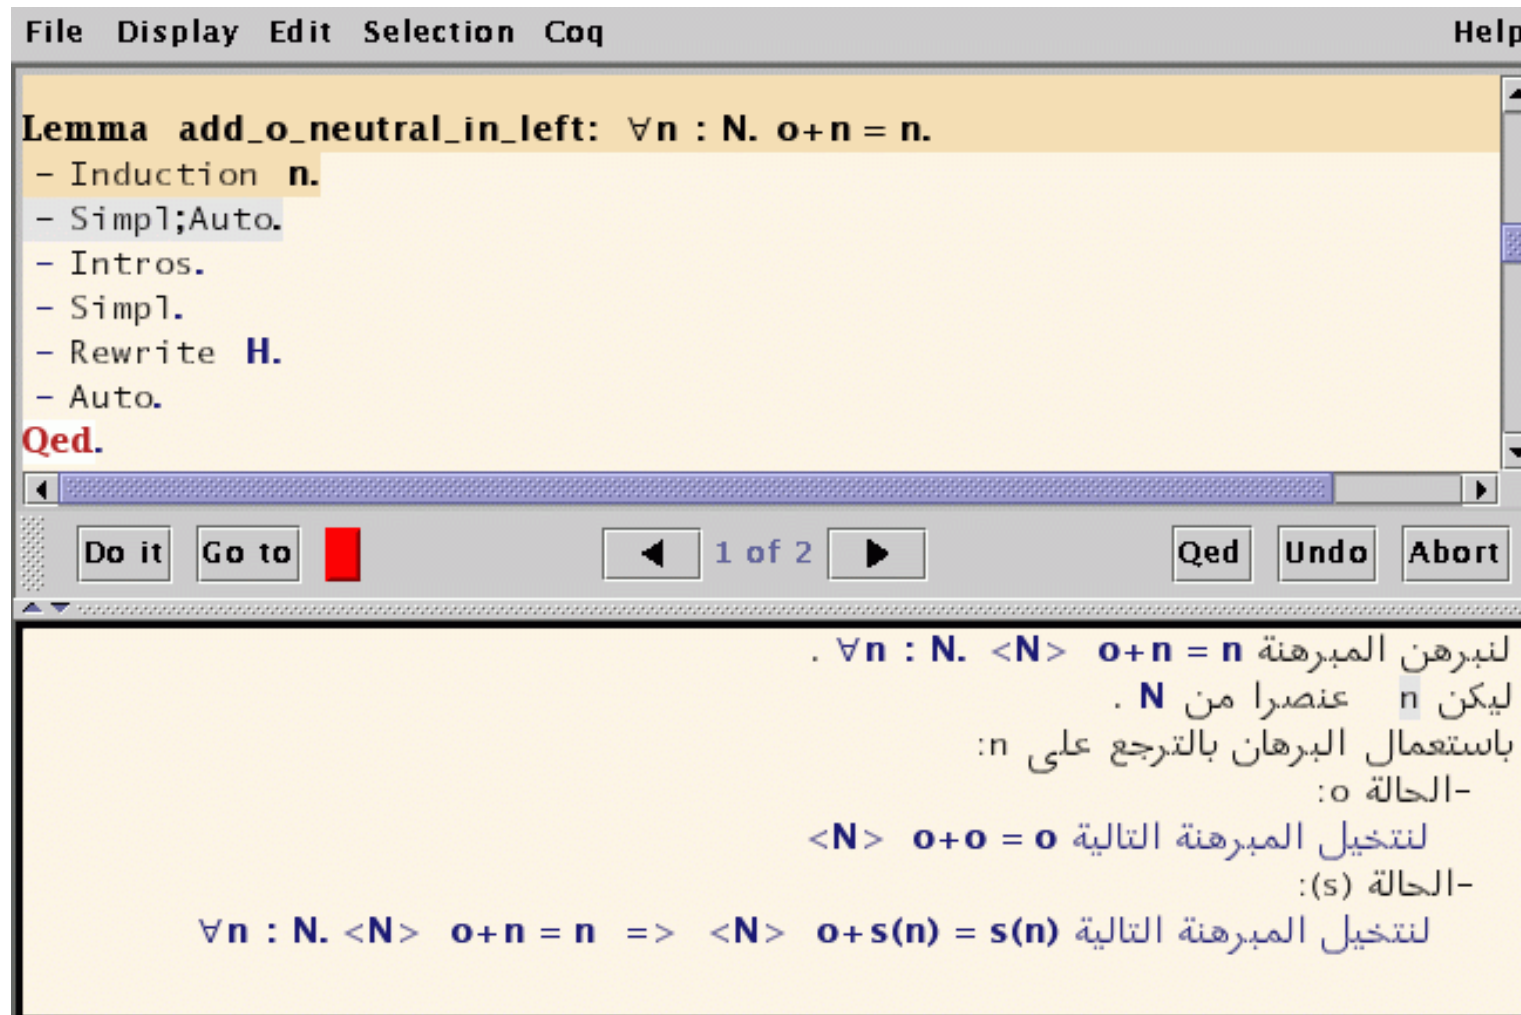 File Display Edit Selection Coq Help
Lemma add_o_neutral_in_left: ∀n : N. o+n = n.
- Induction n.
- Simpl;Auto.
- Intros.
- Simpl.
- Rewrite H.
- Auto.
Qed.
Do it Go to 1 of 2 Qed Undo Abort
لنبرهن المبرهنة ∀n : N. <N> o+n = n .
ليكن n عنصرا من N .
باستعمال البرهان بالترجع على n:
-الحالة o:
لنتخيل المبرهنة التالية <N> o+o = o
-الحالة (s):
لنتخيل المبرهنة التالية ∀n : N. <N> o+n = n => <N> o+s(n) = s(n)